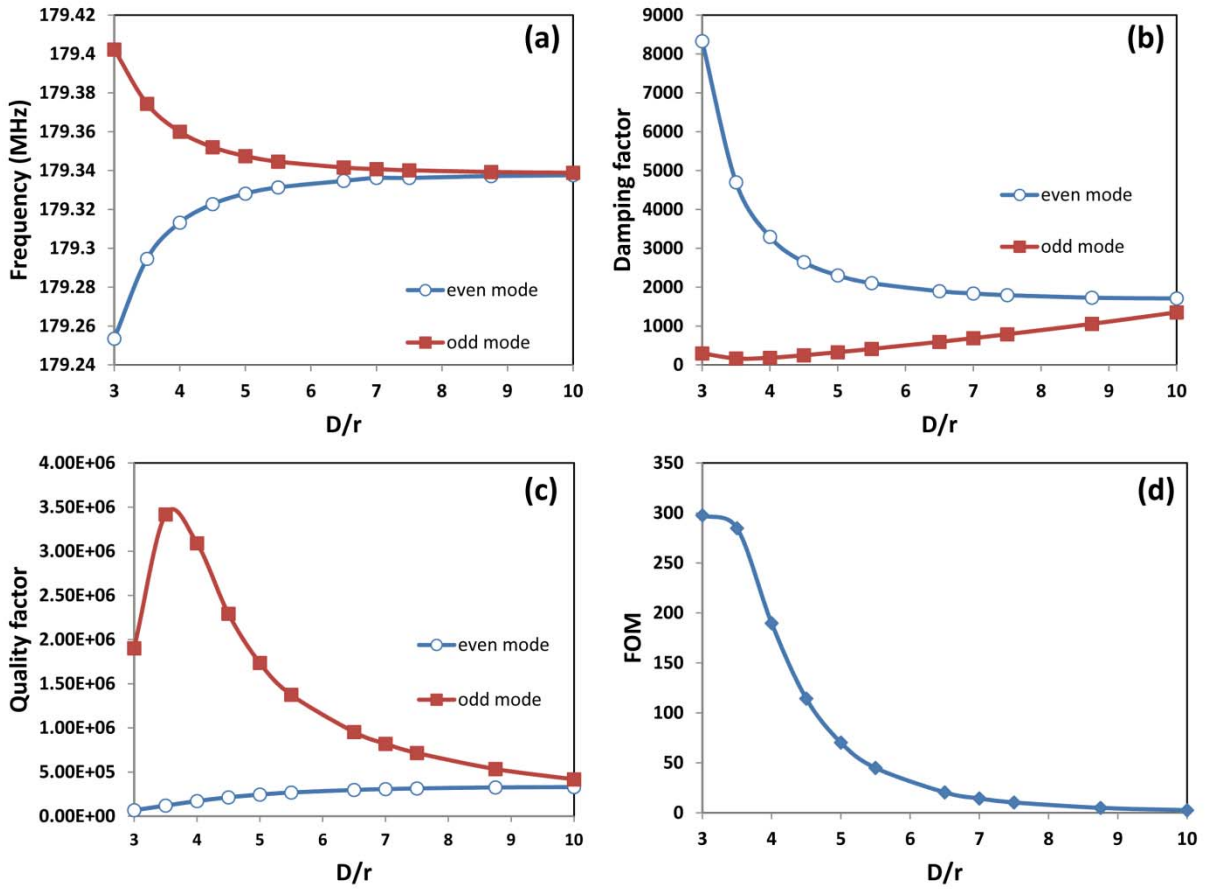 (a)
Frequency (MHz)
179.42
179.4
179.38
179.36
179.34
179.32
179.3
179.28
179.26
179.24
even mode
odd mode
3 4 5 6 7 8 9 10
D/r
(b)
Damping factor
9000
8000
7000
6000
5000
4000
3000
2000
1000
0
even mode
odd mode
3 4 5 6 7 8 9 10
D/r
(c)
Quality factor
4.00E+06
3.50E+06
3.00E+06
2.50E+06
2.00E+06
1.50E+06
1.00E+06
5.00E+05
0.00E+00
even mode
odd mode
3 4 5 6 7 8 9 10
D/r
(d)
FOM
350
300
250
200
150
100
50
0
3 4 5 6 7 8 9 10
D/r